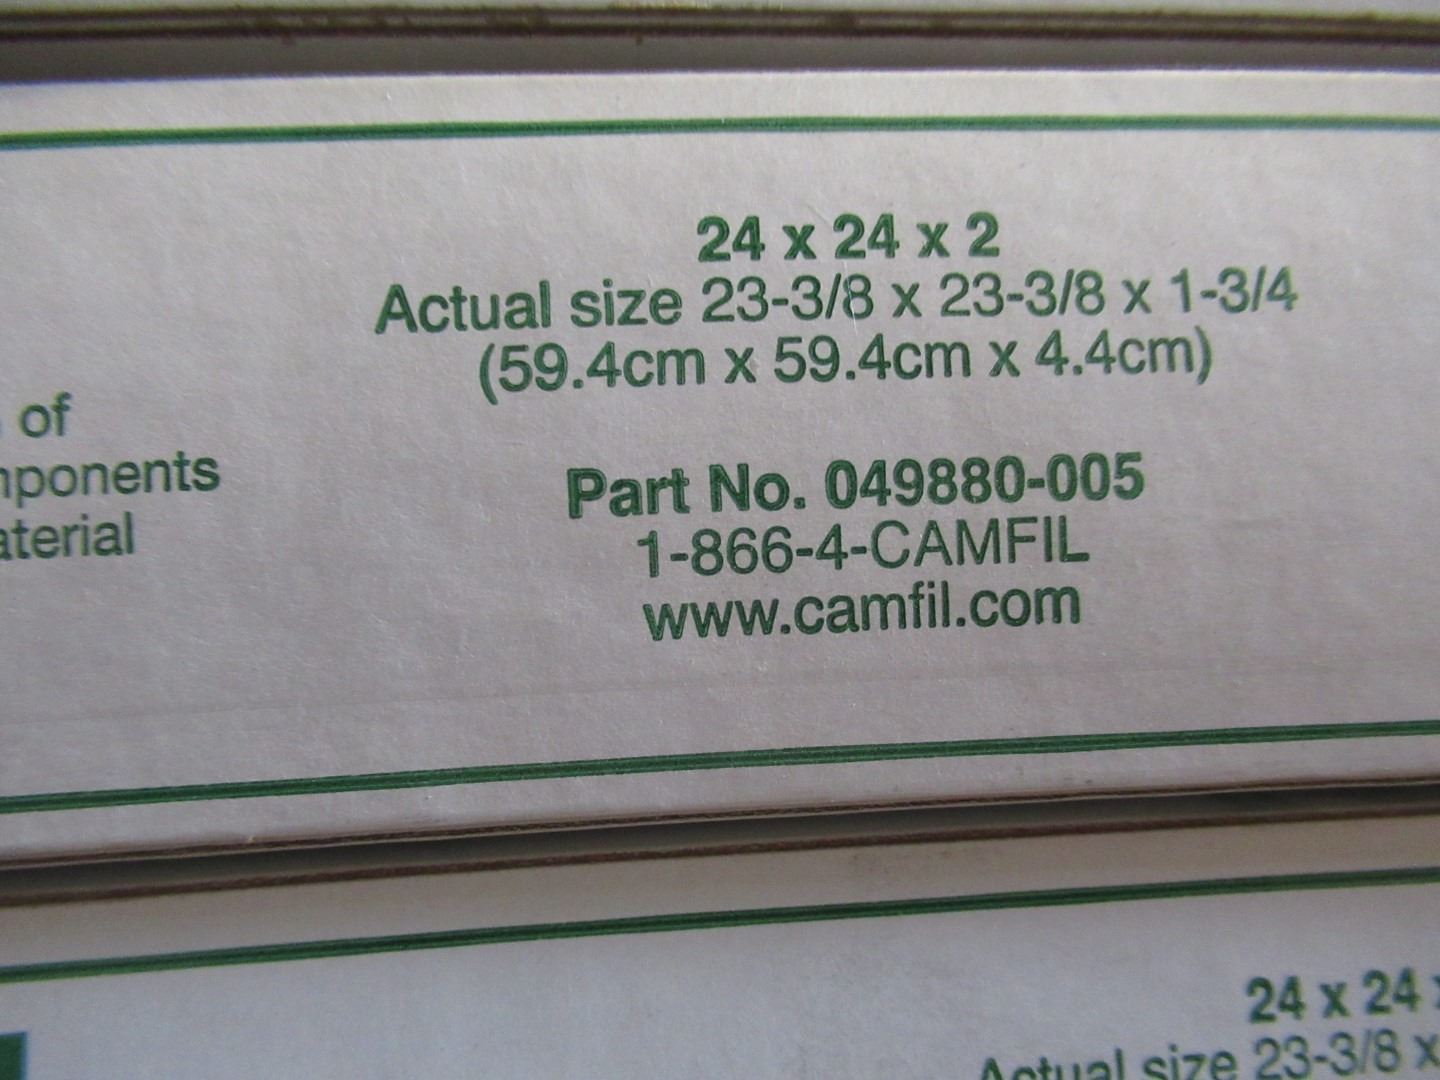 24 x 24 x 2
Actual size 23-3/8 x 23-3/8 x 1-3/4
(59.4cm x 59.4cm x 4.4cm)
of
Part No. 049880-005
1-866-4-CAMFIL
www.camfil.com
24 x 24
Actual size 23-3/8 x